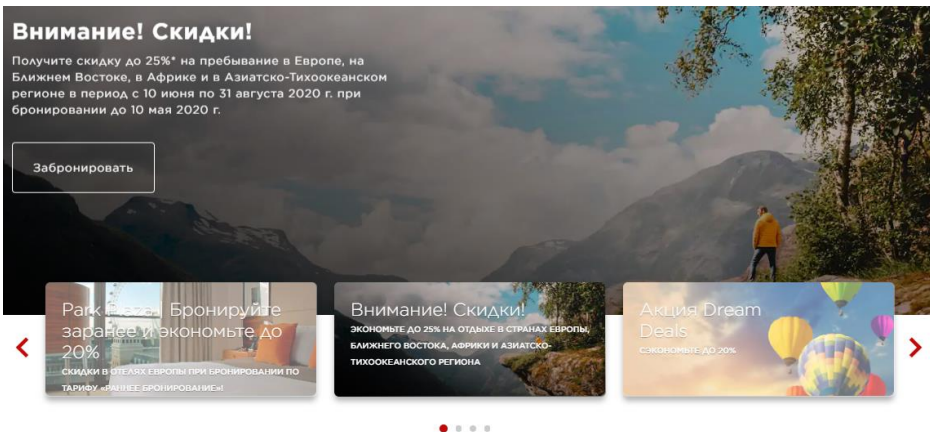 Внимание! Скидки!
Получите скидку до 25%* на пребывание в Европе, на
Ближнем Востоке, в Африке и в Азиатско-Тихоокеанском
регионе в период с 10 июня по 31 августа 2020 г. при
бронировании до 10 мая 2020 г.
Забронировать
Park Plaza | Бронируйте
заранее и экономьте до
20%
СКИДКИ В ОТЕЛЯХ ЕВРОПЫ ПРИ БРОНИРОВАНИИ ПО
ТАРИФУ «РАННЕЕ БРОНИРОВАНИЕ»!
Внимание! Скидки!
ЭКОНОМЬТЕ ДО 25% НА ОТДЫХЕ В СТРАНАХ ЕВРОПЫ,
БЛИЖНЕГО ВОСТОКА, АФРИКИ И АЗИАТСКО-
ТИХООКЕАНСКОГО РЕГИОНА
Акция Dream
Deals
СЭКОНОМЬТЕ ДО 20%